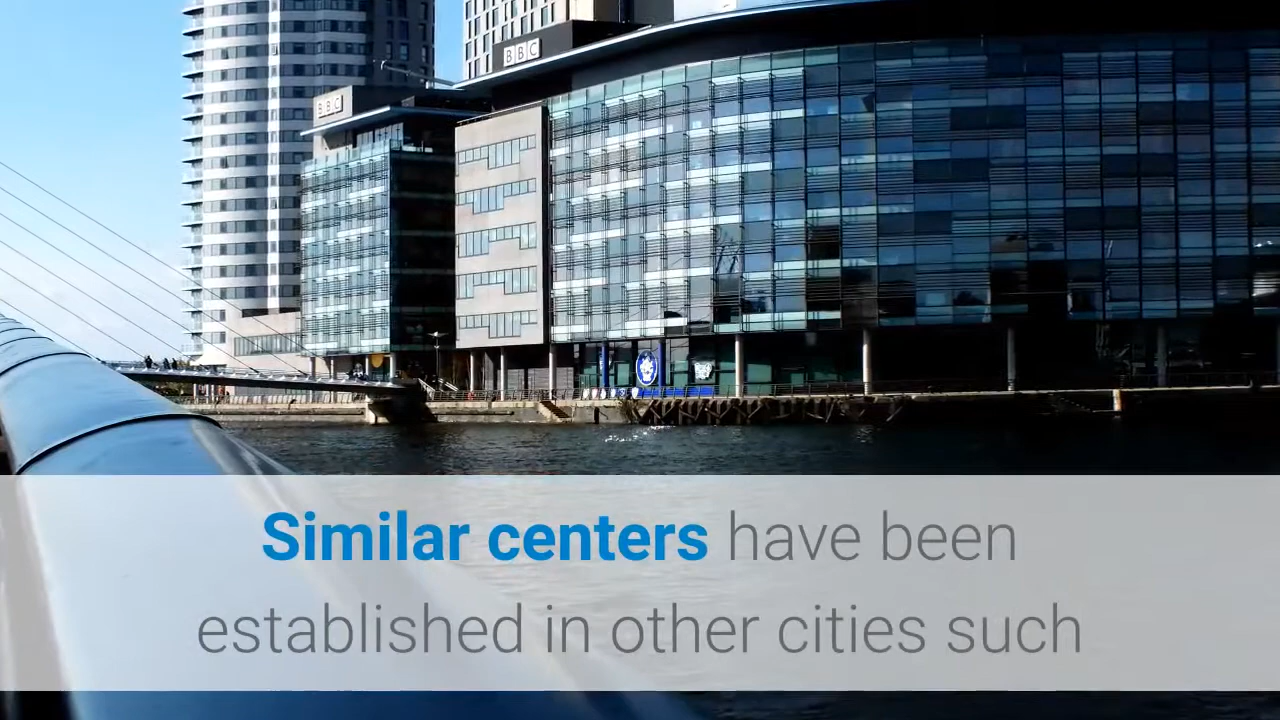 BBC
BBC
Similar centers have been
established in other cities such